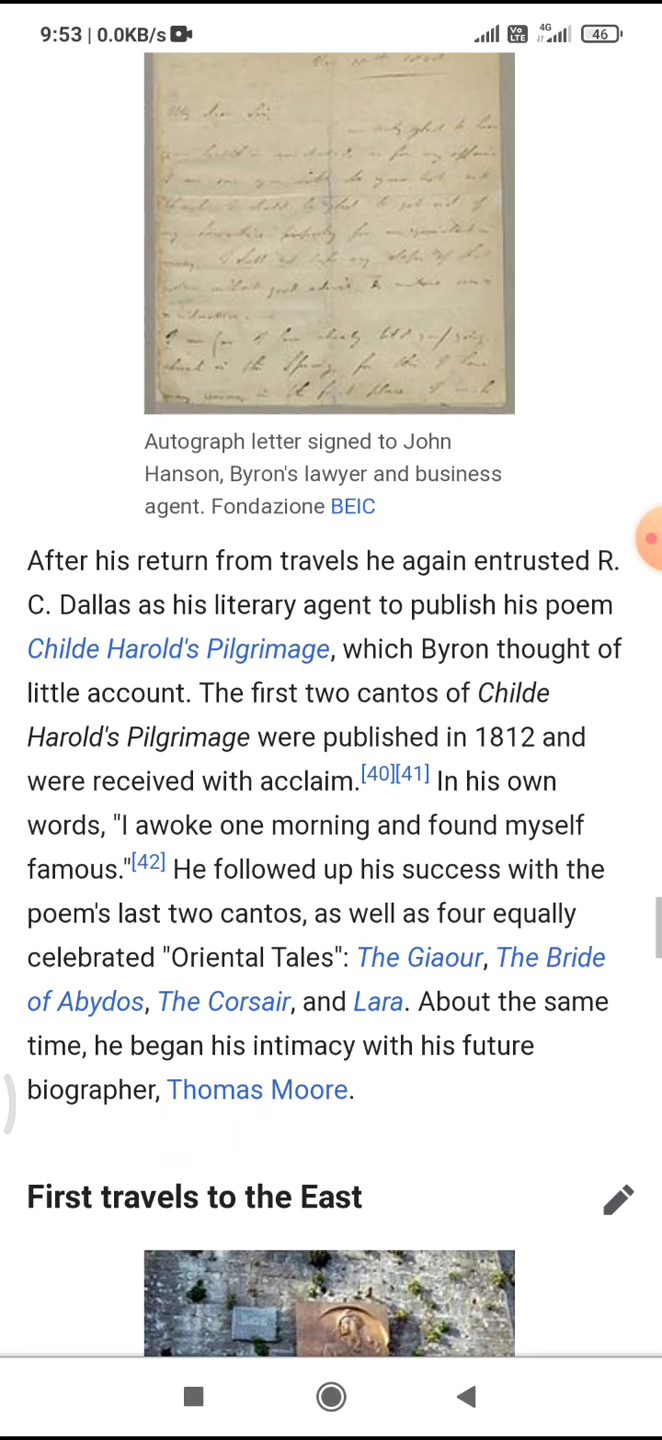 9:53 | 0.0KB/s
Vo LTE 4G 46
My dear Sir
Autograph letter signed to John
Hanson, Byron's lawyer and business
agent. Fondazione BEIC
After his return from travels he again entrusted R.
C. Dallas as his literary agent to publish his poem
Childe Harold's Pilgrimage, which Byron thought of
little account. The first two cantos of Childe
Harold's Pilgrimage were published in 1812 and
were received with acclaim.[40][41] In his own
words, "I awoke one morning and found myself
famous."[42] He followed up his success with the
poem's last two cantos, as well as four equally
celebrated "Oriental Tales": The Giaour, The Bride
of Abydos, The Corsair, and Lara. About the same
time, he began his intimacy with his future
biographer, Thomas Moore.
First travels to the East